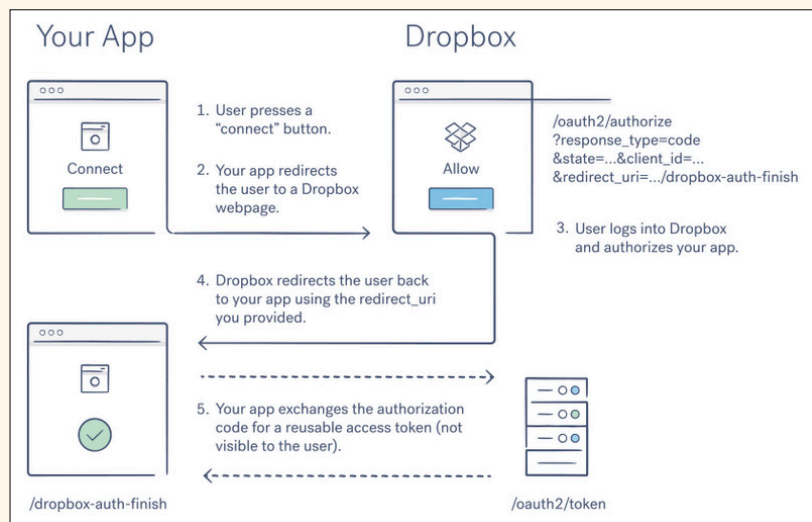 Your App
Dropbox
Connect
1. User presses a
“connect” button.
2. Your app redirects
the user to a Dropbox
webpage.
Allow
/oauth2/authorize
?response_type=code
&state=...&client_id=...
&redirect_uri=.../dropbox-auth-finish
3. User logs into Dropbox
and authorizes your app.
4. Dropbox redirects the user back
to your app using the redirect_uri
you provided.
5. Your app exchanges the authorization
code for a reusable access token (not
visible to the user).
/dropbox-auth-finish
/oauth2/token